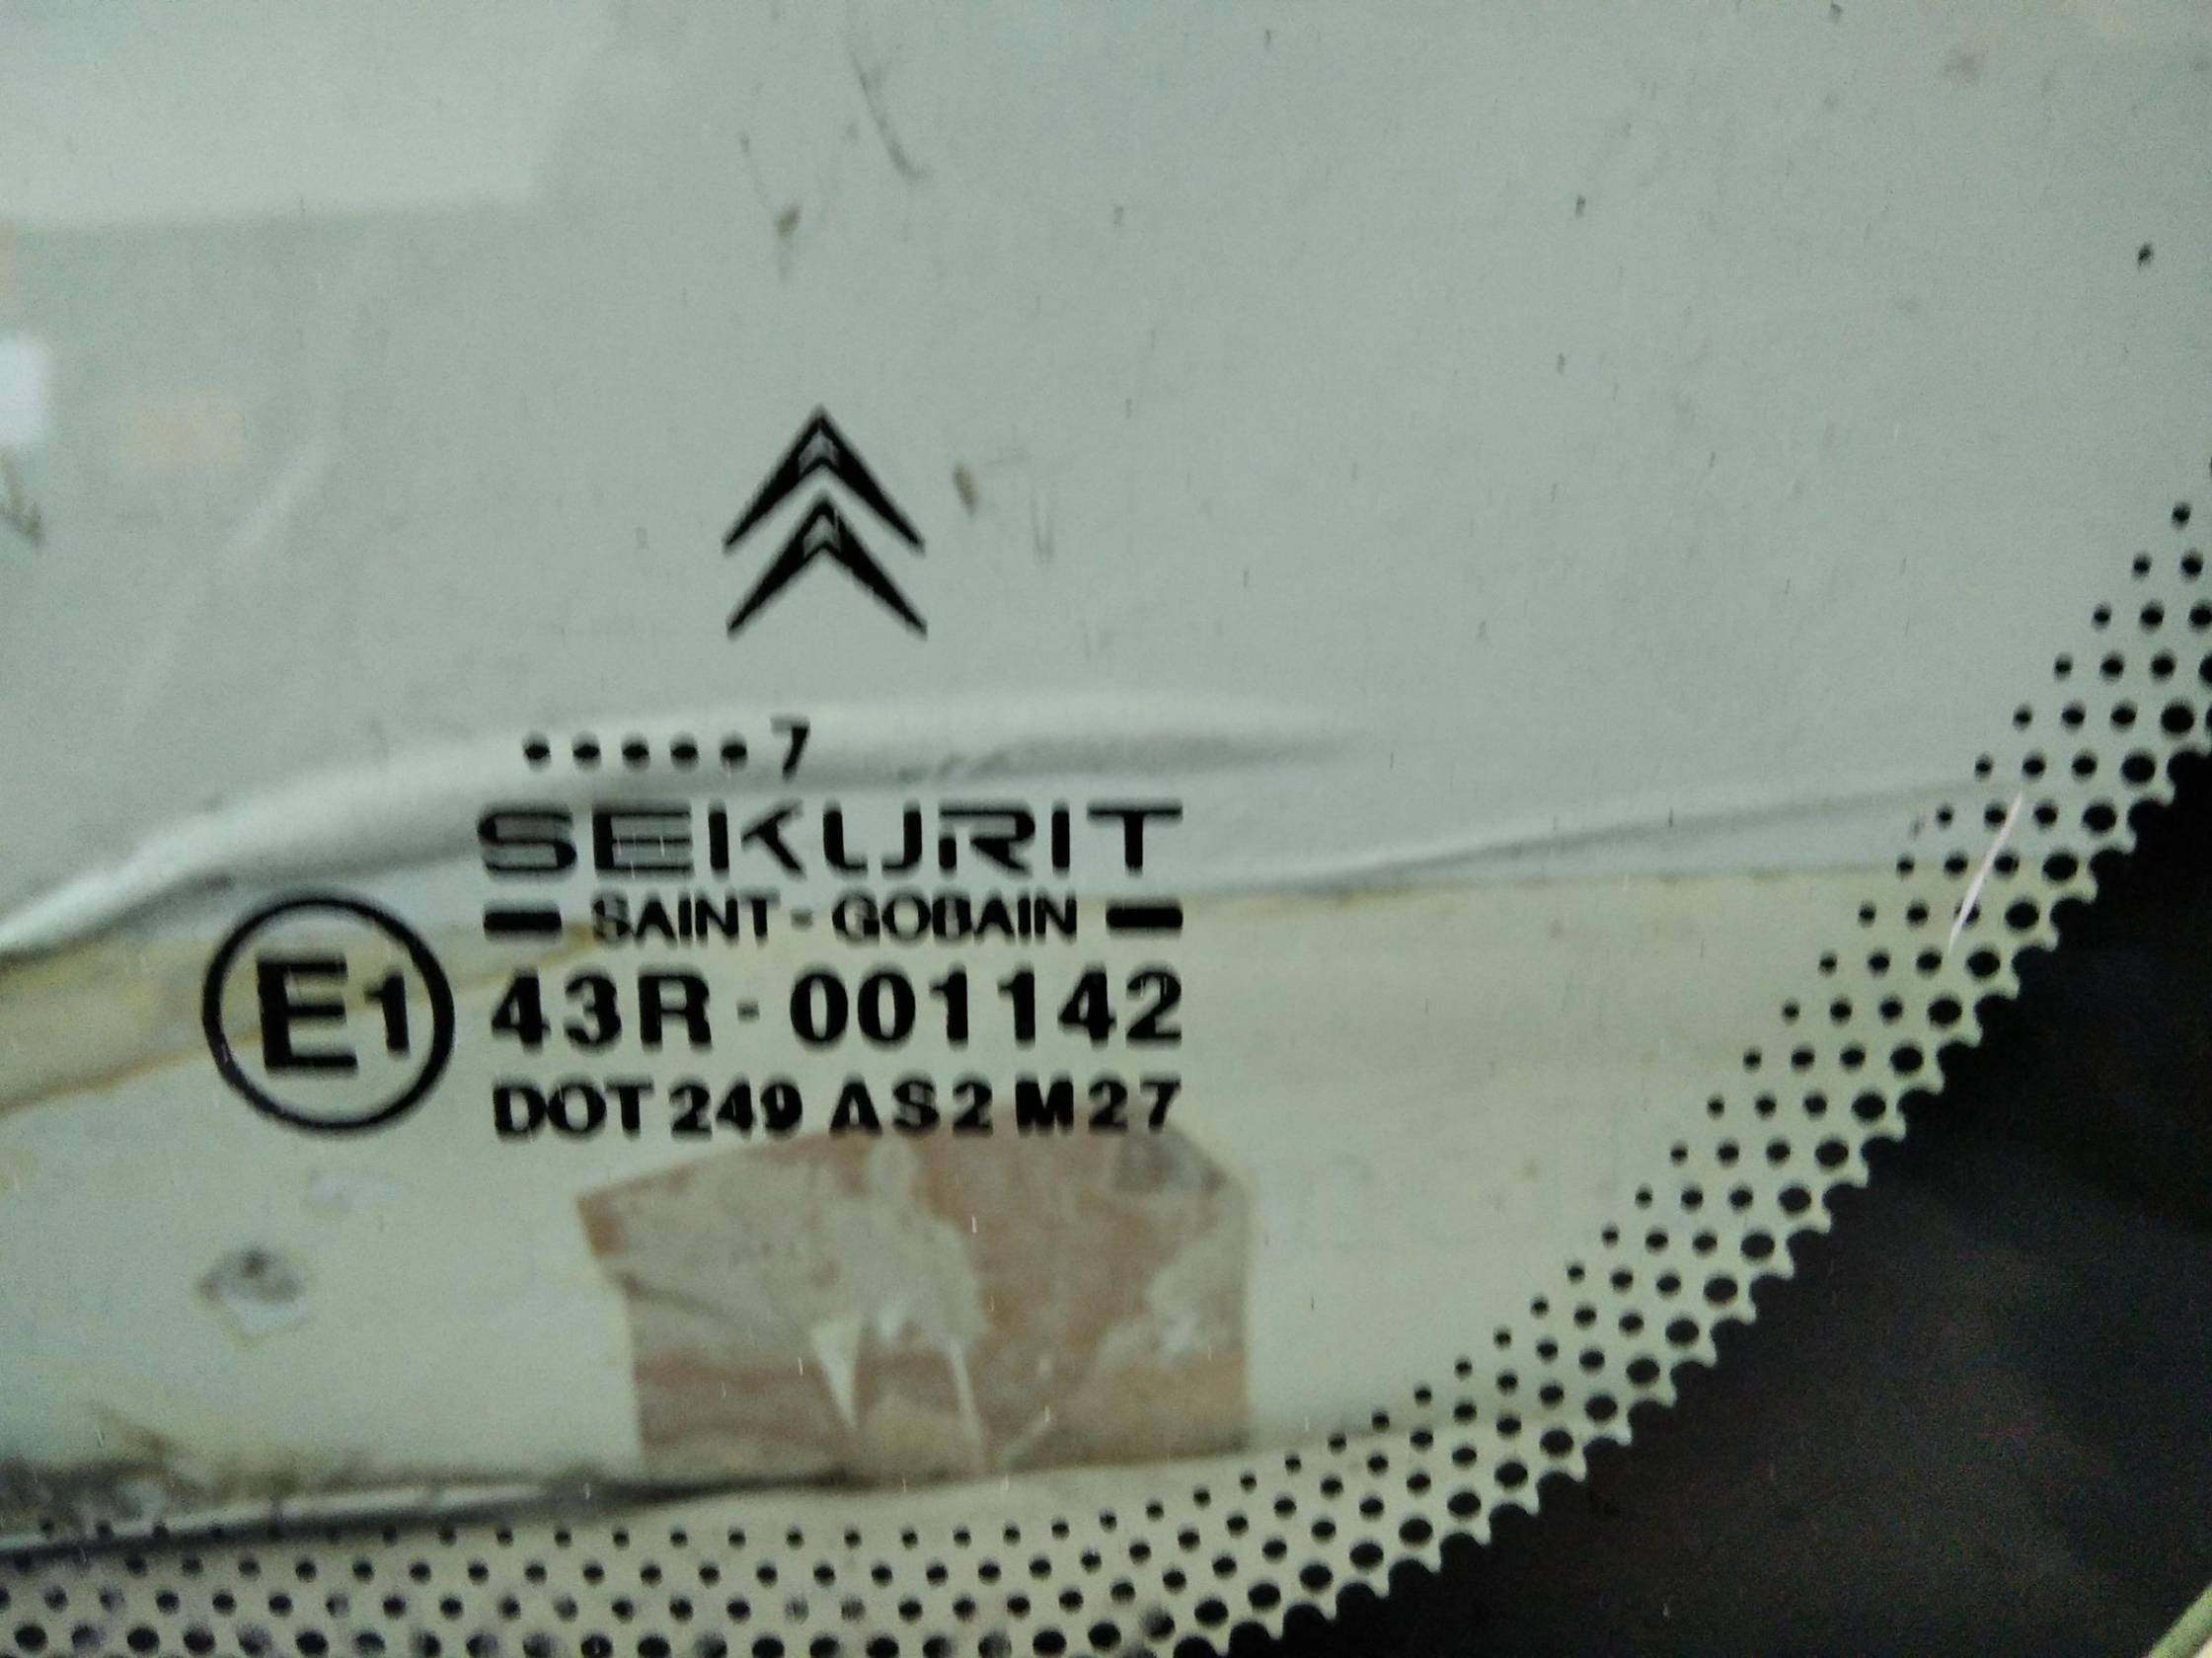 .....7
SEKURIT
SAINT-GOBAIN
E1
43R-001142
DOT 249 AS2 M27